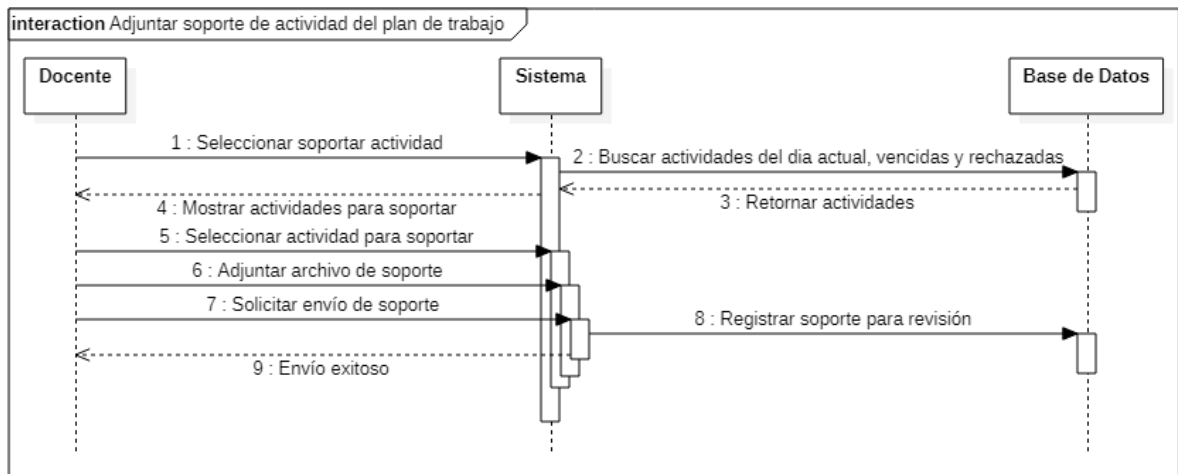 interaction Adjuntar soporte de actividad del plan de trabajo
Docente
Sistema
Base de Datos
1 : Seleccionar soportar actividad
2 : Buscar actividades del dia actual, vencidas y rechazadas
3 : Retornar actividades
4 : Mostrar actividades para soportar
5 : Seleccionar actividad para soportar
6 : Adjuntar archivo de soporte
7 : Solicitar envío de soporte
8 : Registrar soporte para revisión
9 : Envío exitoso